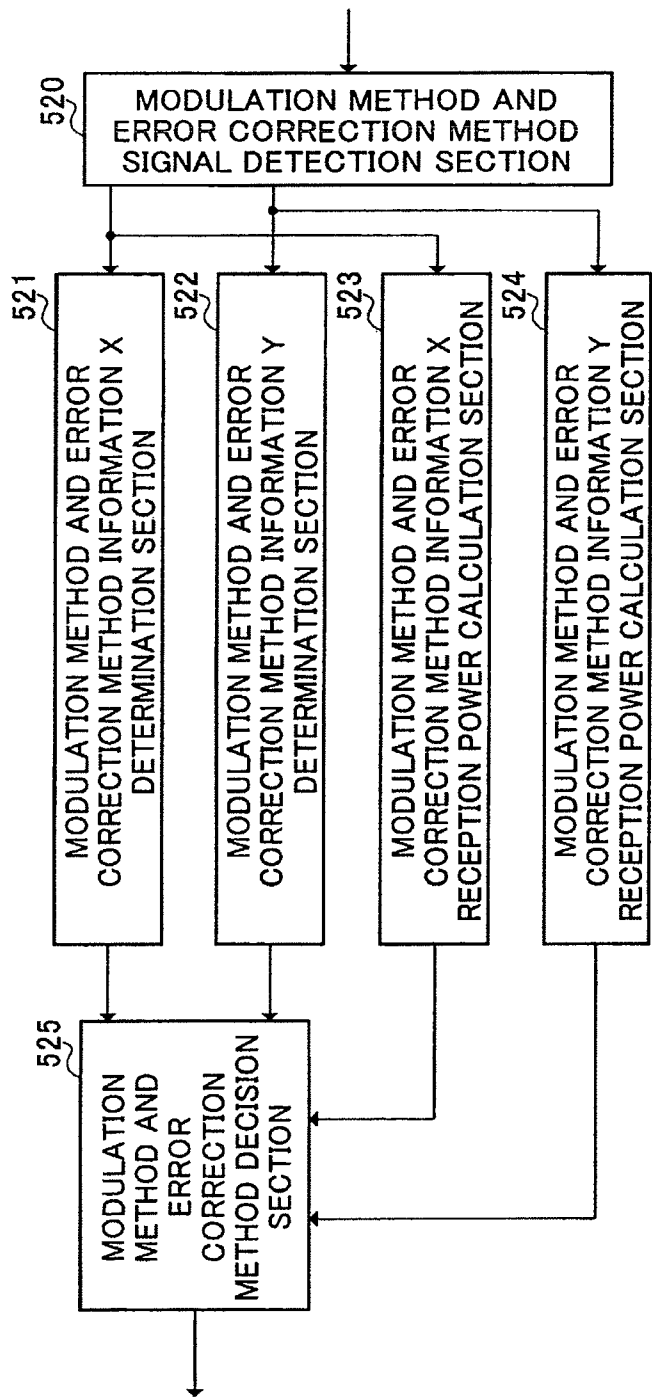 520
MODULATION METHOD AND
ERROR CORRECTION METHOD
SIGNAL DETECTION SECTION
521
MODULATION METHOD AND ERROR
CORRECTION METHOD INFORMATION X
DETERMINATION SECTION
522
MODULATION METHOD AND ERROR
CORRECTION METHOD INFORMATION Y
DETERMINATION SECTION
523
MODULATION METHOD AND ERROR
CORRECTION METHOD INFORMATION X
RECEPTION POWER CALCULATION SECTION
524
MODULATION METHOD AND ERROR
CORRECTION METHOD INFORMATION Y
RECEPTION POWER CALCULATION SECTION
525
MODULATION
METHOD AND
ERROR
CORRECTION
METHOD DECISION
SECTION